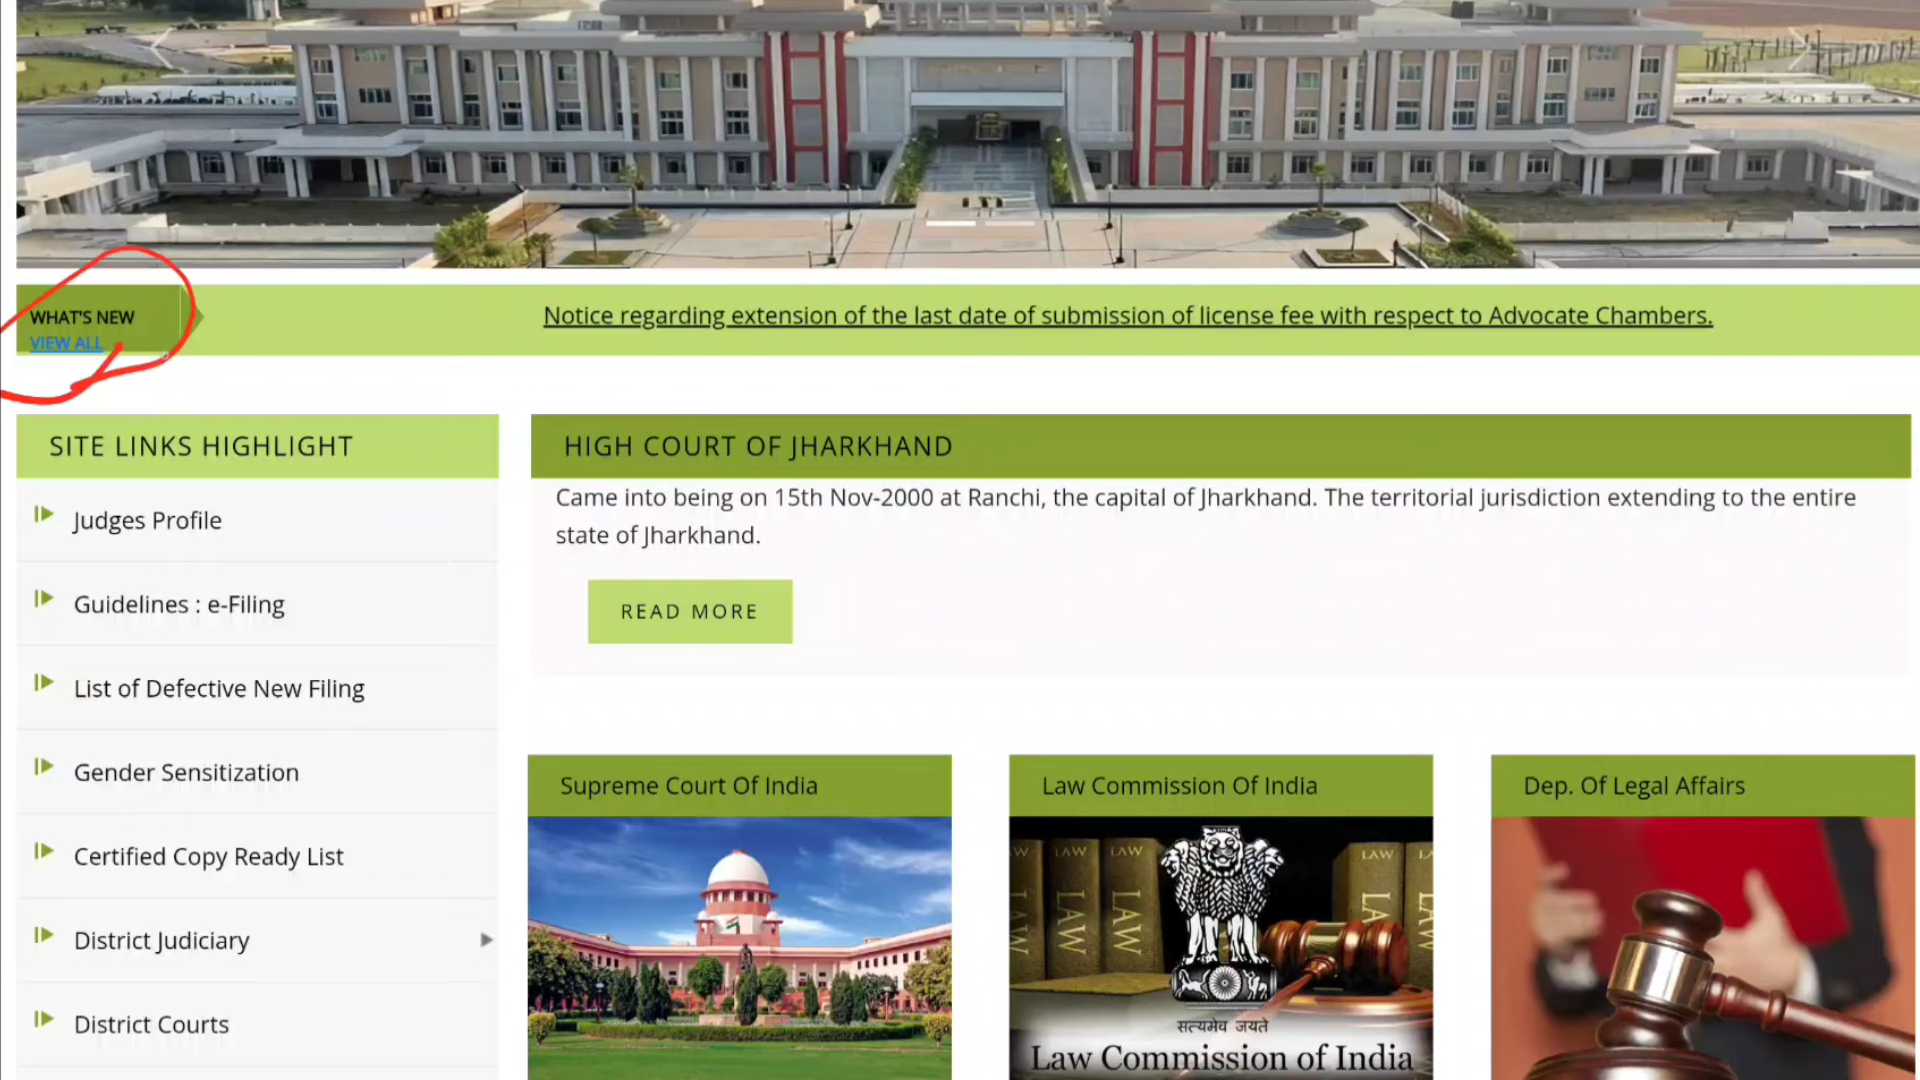 WHAT'S NEW
VIEW ALL
Notice regarding extension of the last date of submission of license fee with respect to Advocate Chambers.
SITE LINKS HIGHLIGHT
Judges Profile
Guidelines : e-Filing
List of Defective New Filing
Gender Sensitization
Certified Copy Ready List
District Judiciary
District Courts
HIGH COURT OF JHARKHAND
Came into being on 15th Nov-2000 at Ranchi, the capital of Jharkhand. The territorial jurisdiction extending to the entire
state of Jharkhand.
READ MORE
Supreme Court Of India
Law Commission Of India
LAW LAW LAW
LAW LAW
LAW
LAW
सत्यमेव जयते
Law Commission of India
Dep. Of Legal Affairs